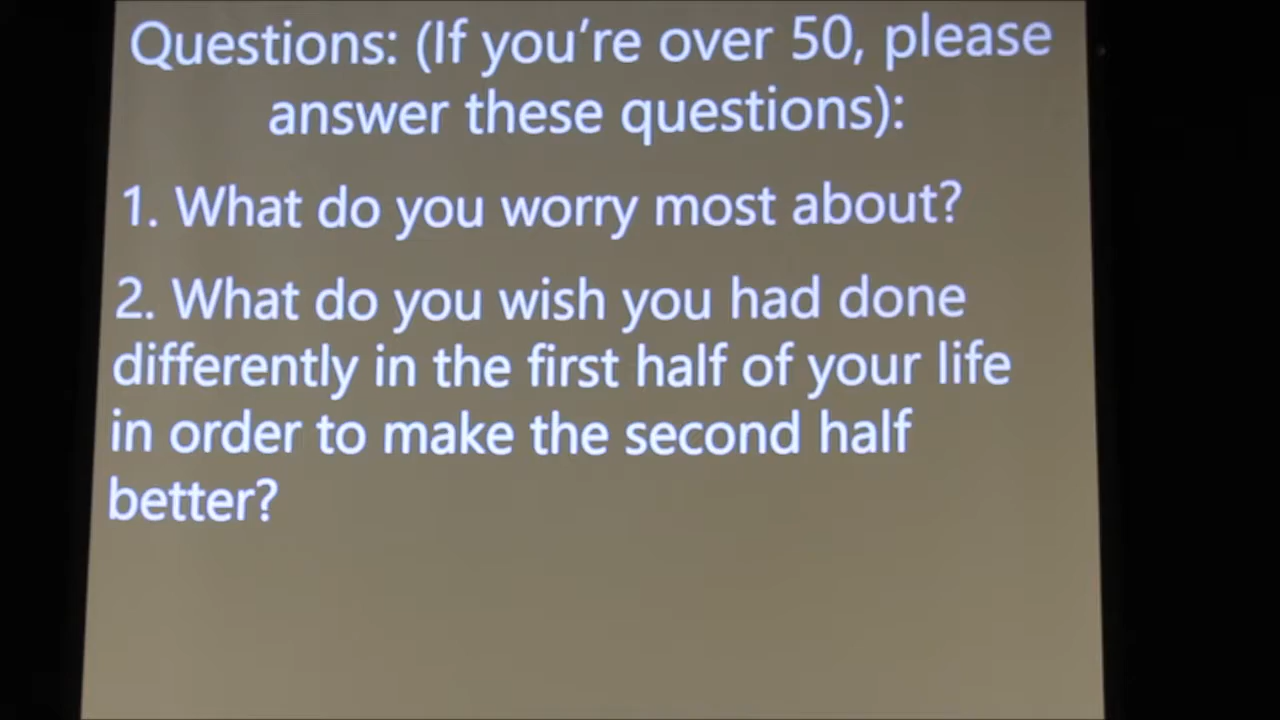 Questions: (If you’re over 50, please
answer these questions):
1. What do you worry most about?
2. What do you wish you had done
differently in the first half of your life
in order to make the second half
better?